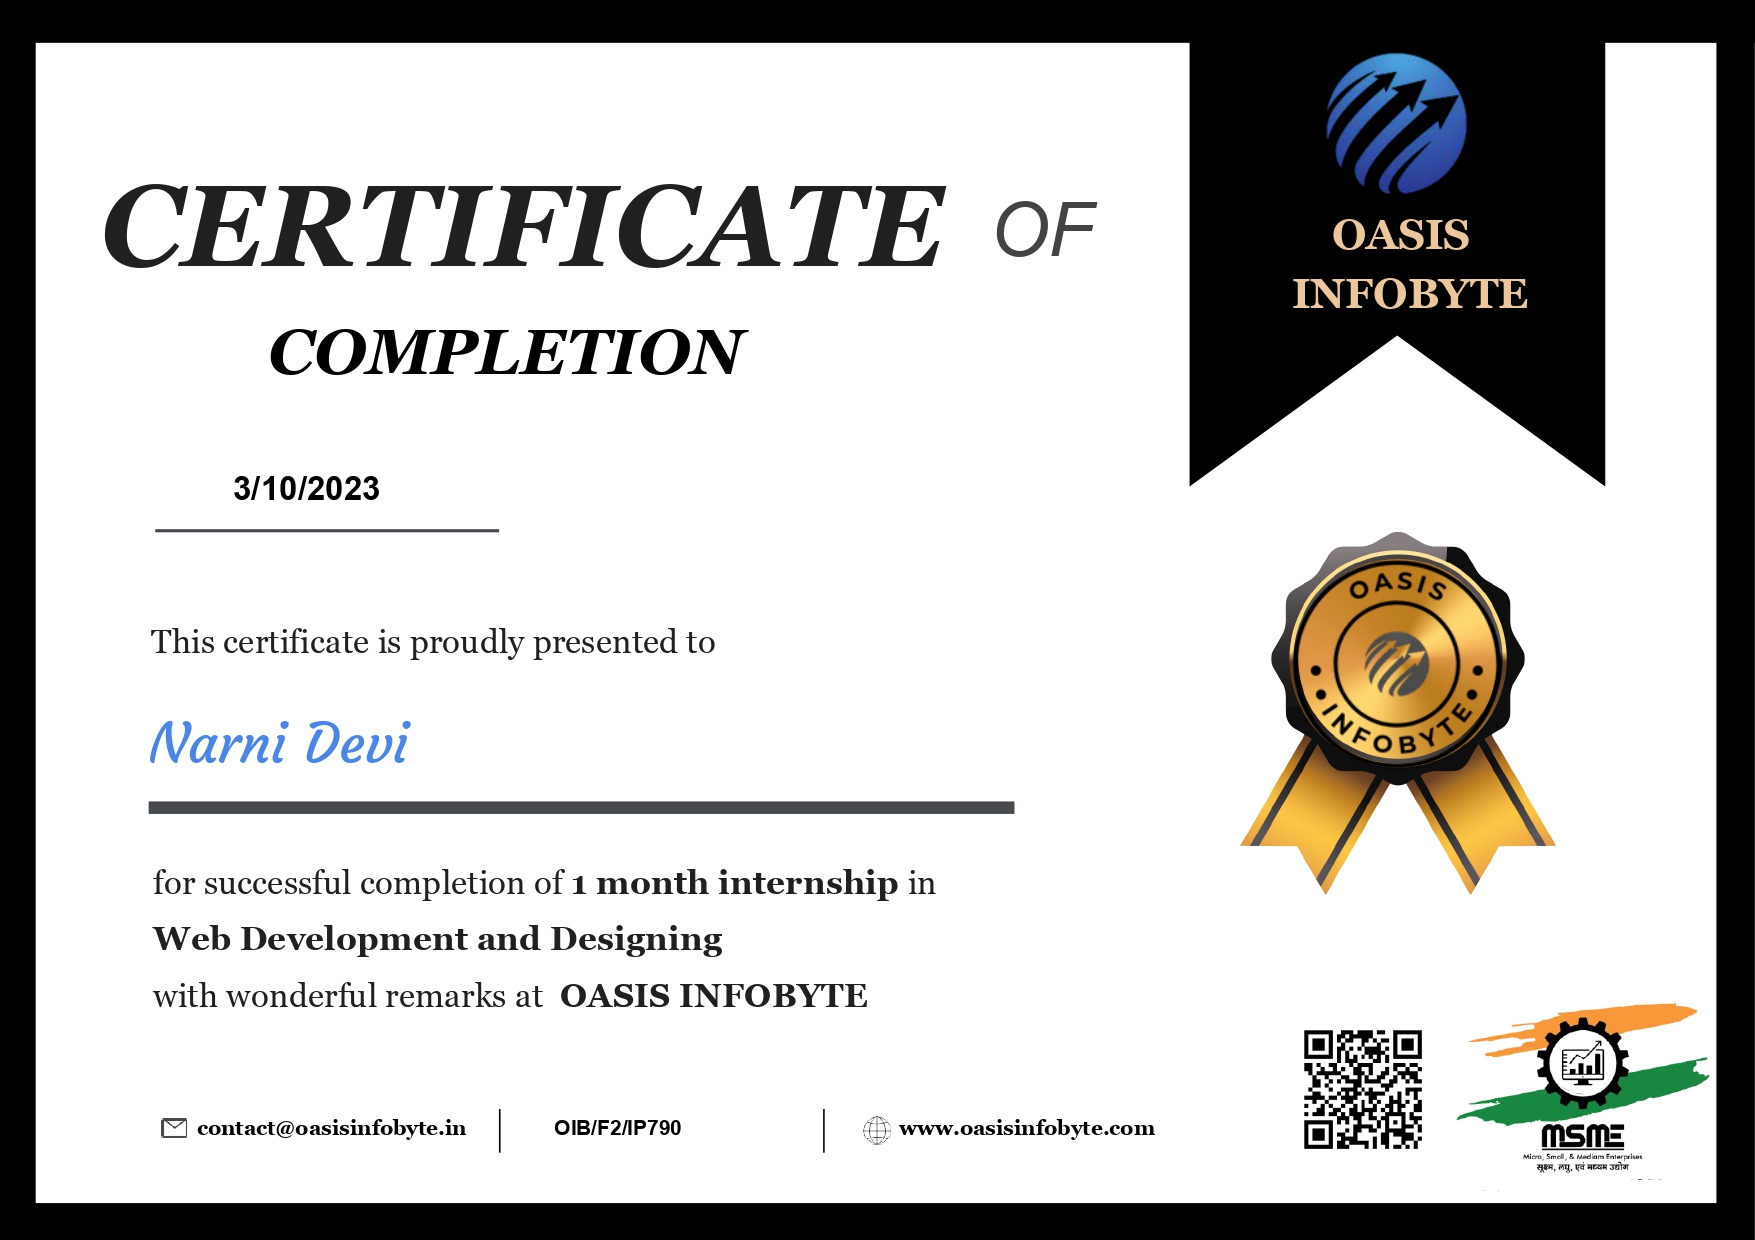 OASIS
INFOBYTE
CERTIFICATE OF
COMPLETION
3/10/2023
This certificate is proudly presented to
Narni Devi
for successful completion of 1 month internship in
Web Development and Designing
with wonderful remarks at OASIS INFOBYTE
OASIS
INFOBYTE
contact@oasisinfobyte.in
OIB/F2/IP790
www.oasisinfobyte.com
MSME
Micro, Small, & Mediam Enterprises
सूक्ष्म, लघु, एवं मध्यम उद्योग